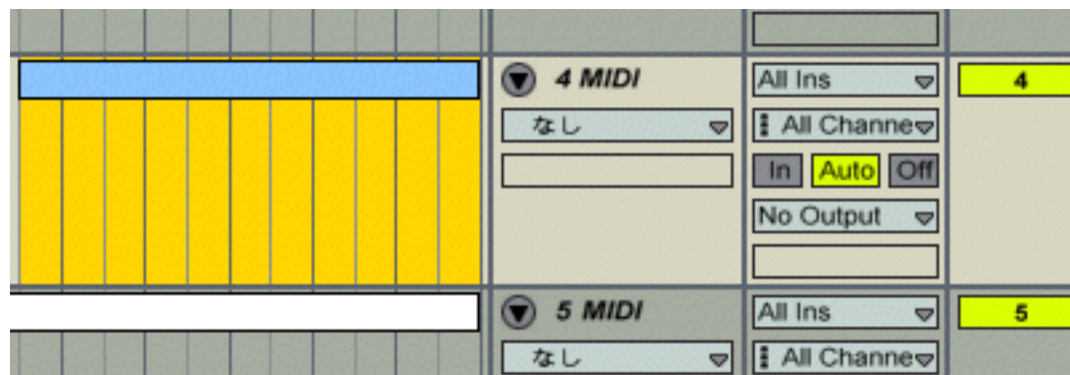 4 MIDI
All Ins
4
なし
All Channe
In Auto Off
No Output
5 MIDI
All Ins
5
なし
All Channe